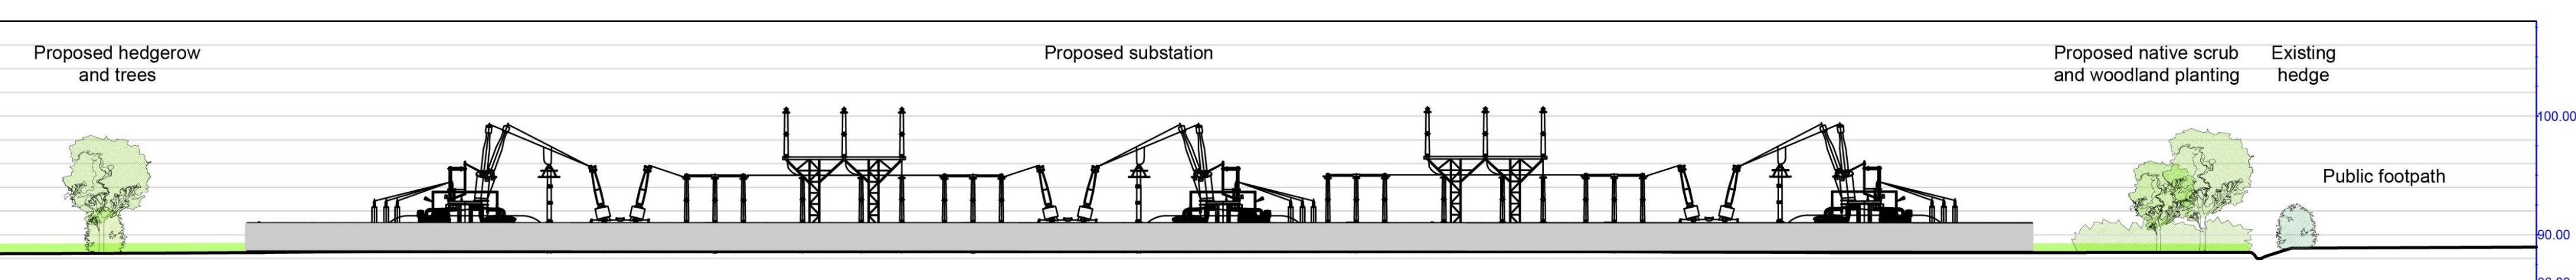 Proposed hedgerow
and trees
Proposed substation
Proposed native scrub
and woodland planting
Existing
hedge
100.00
Public footpath
90.00